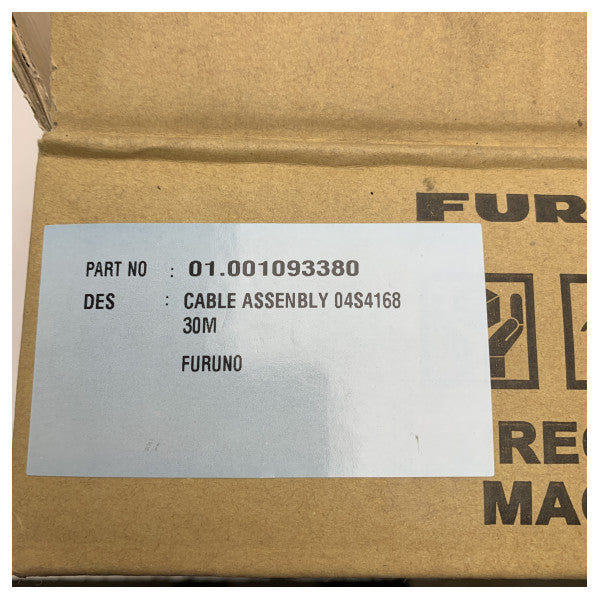 FUR
PART NO : 01.001093380
DES : CABLE ASSENBLY 04S4168
30M
FURUNO
REC
MAC